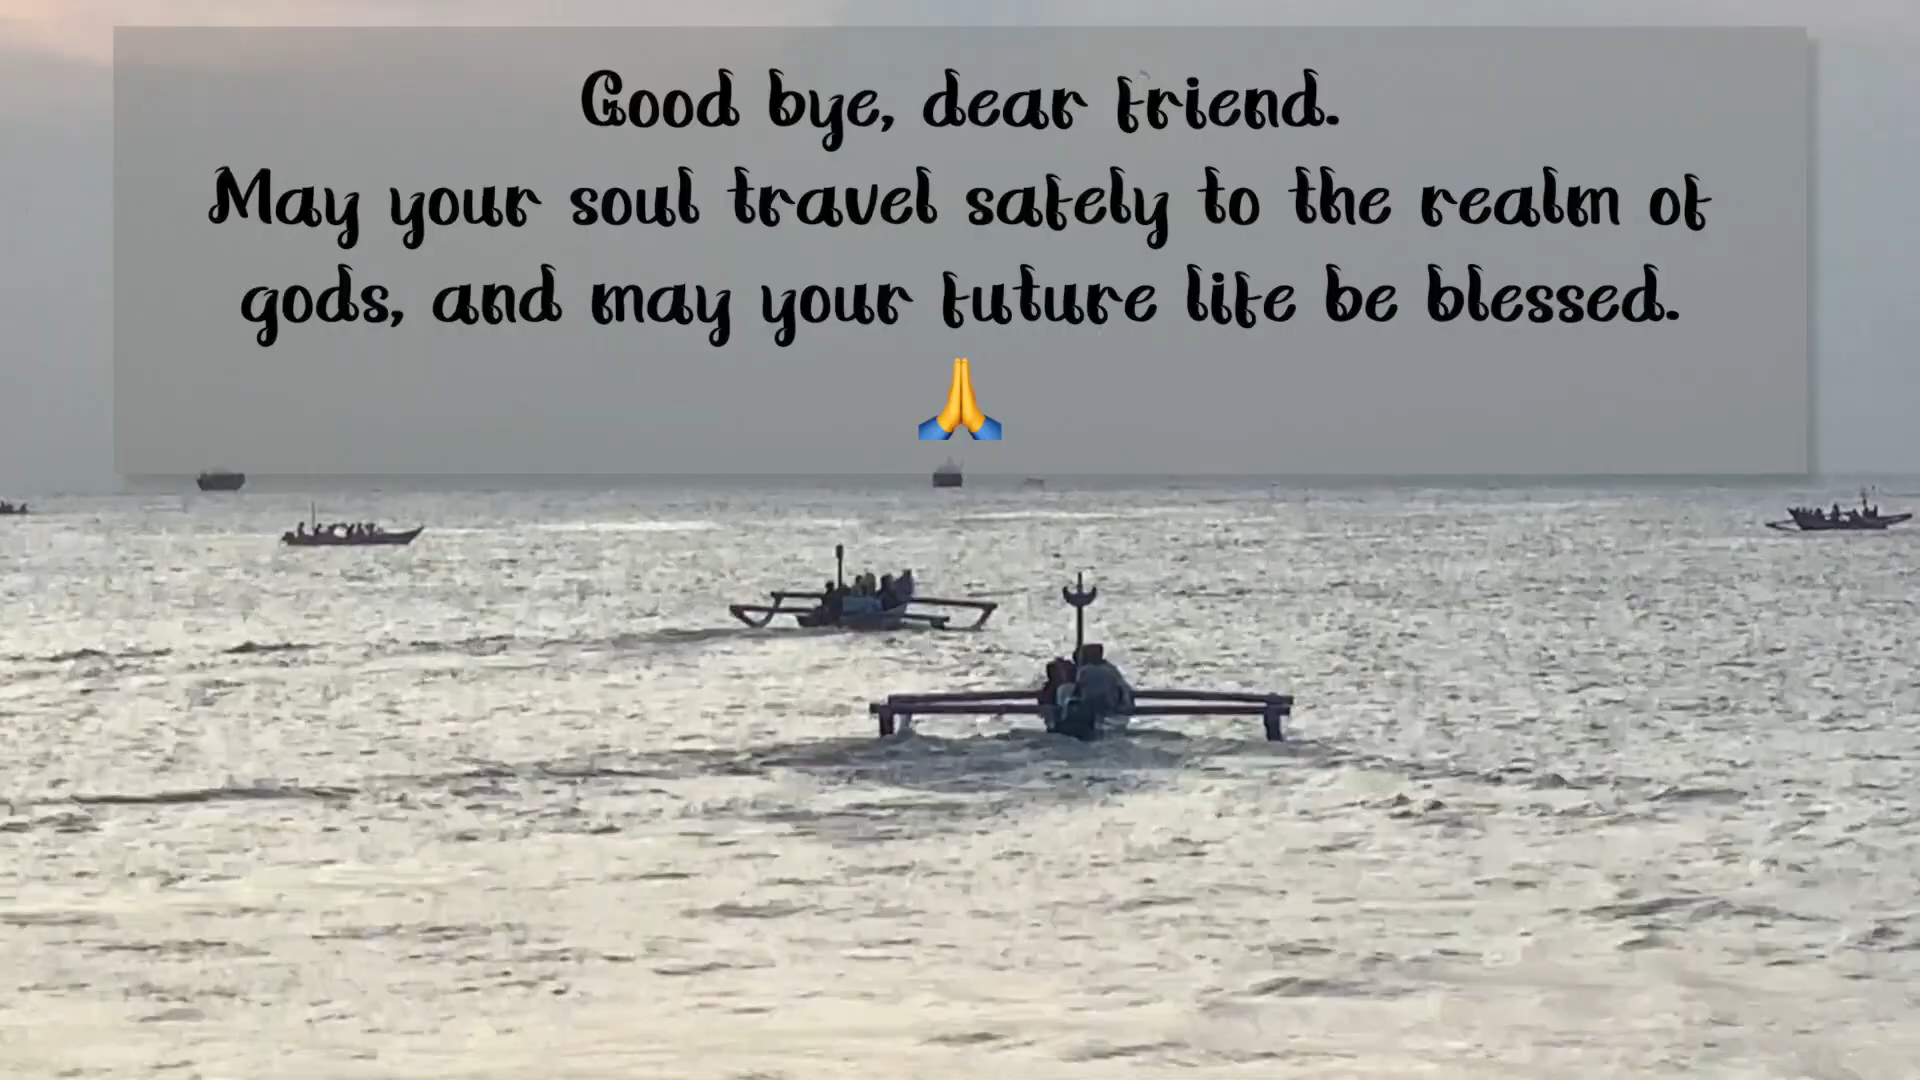 Good bye, dear friend.
May your soul travel safely to the realm of
gods, and may your future life be blessed.
🙏